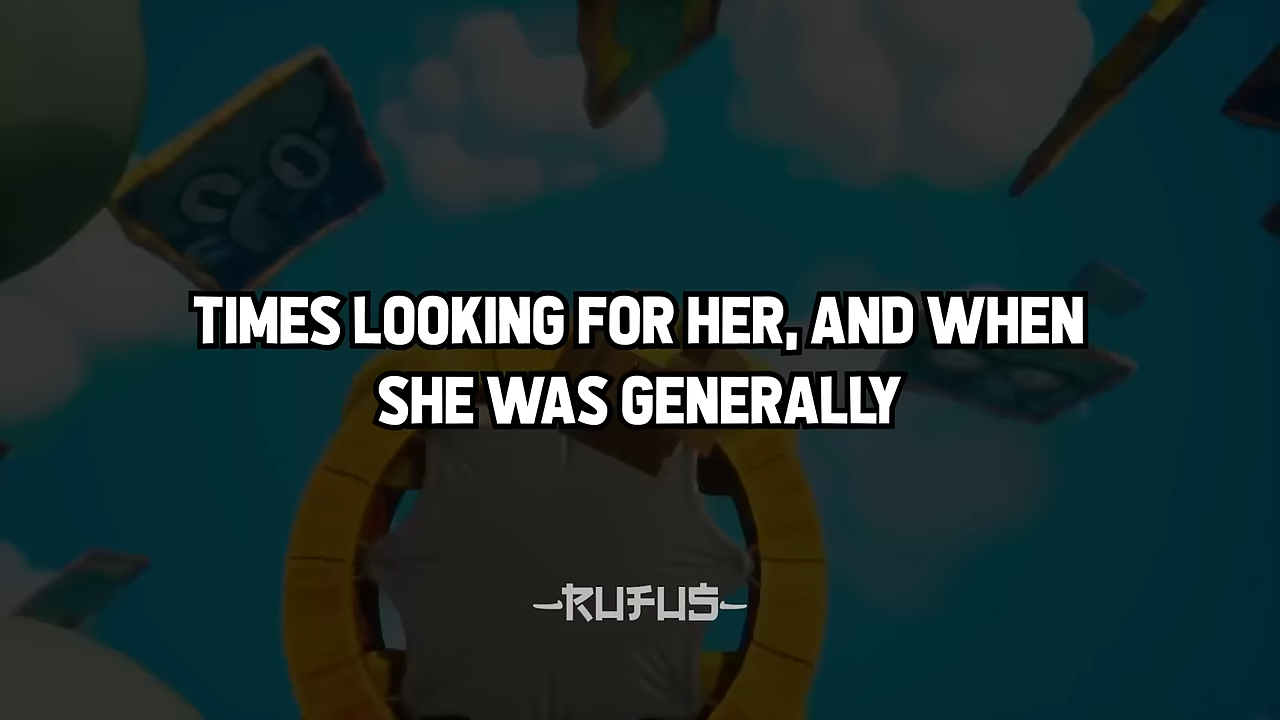 TIMES LOOKING FOR HER, AND WHEN
SHE WAS GENERALLY
-RUFUS-